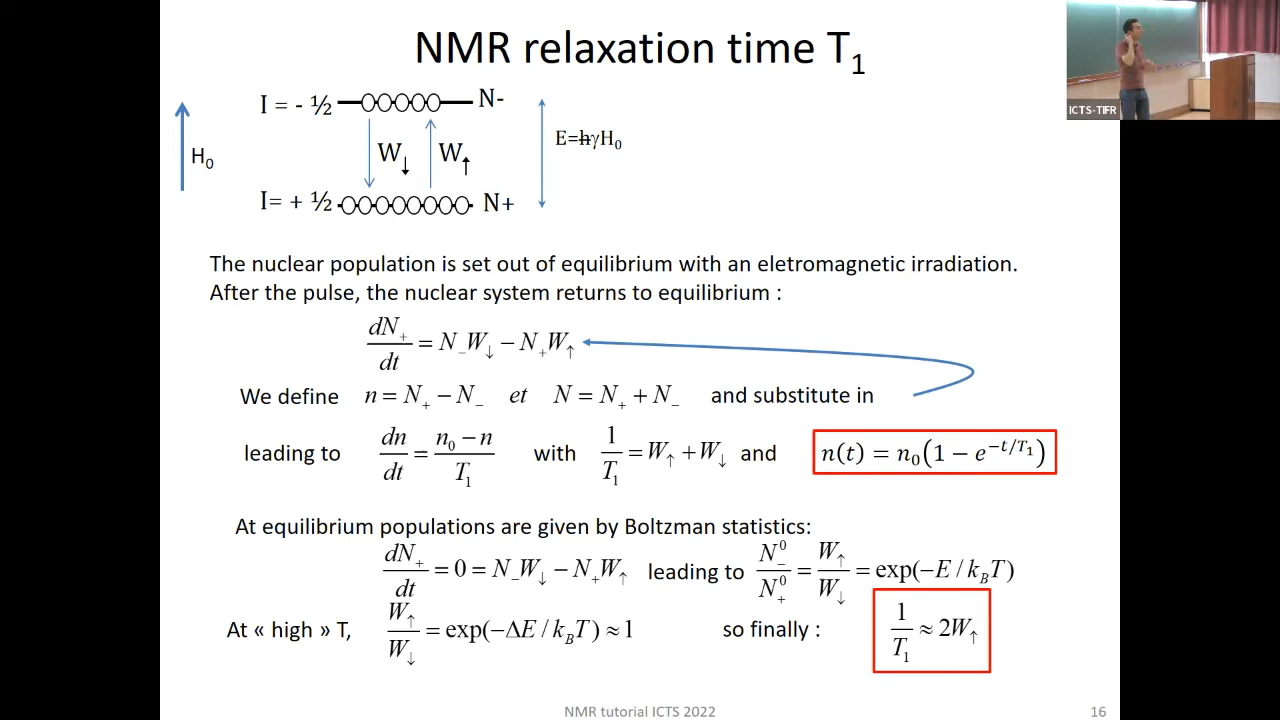 NMR relaxation time T₁
I = - ½ N-
H₀
W↓ W↑
E=ħγH₀
I= + ½ N+
The nuclear population is set out of equilibrium with an eletromagnetic irradiation.
After the pulse, the nuclear system returns to equilibrium :
dN₊/dt = N₋W↓ − N₊W↑
We define n = N₊ − N₋ et N = N₊ + N₋ and substitute in
leading to dn/dt = (n₀ − n)/T₁ with 1/T₁ = W↑ + W↓ and n(t) = n₀(1 − e^(−t/T₁))
At equilibrium populations are given by Boltzman statistics:
dN₊/dt = 0 = N₋W↓ − N₊W↑ leading to N₋⁰/N₊⁰ = W↑/W↓ = exp(−E / k_BT)
At « high » T, W↑/W↓ = exp(−ΔE / k_BT) ≈ 1 so finally : 1/T₁ ≈ 2W↑
NMR tutorial ICTS 2022
16
ICTS-TIFR